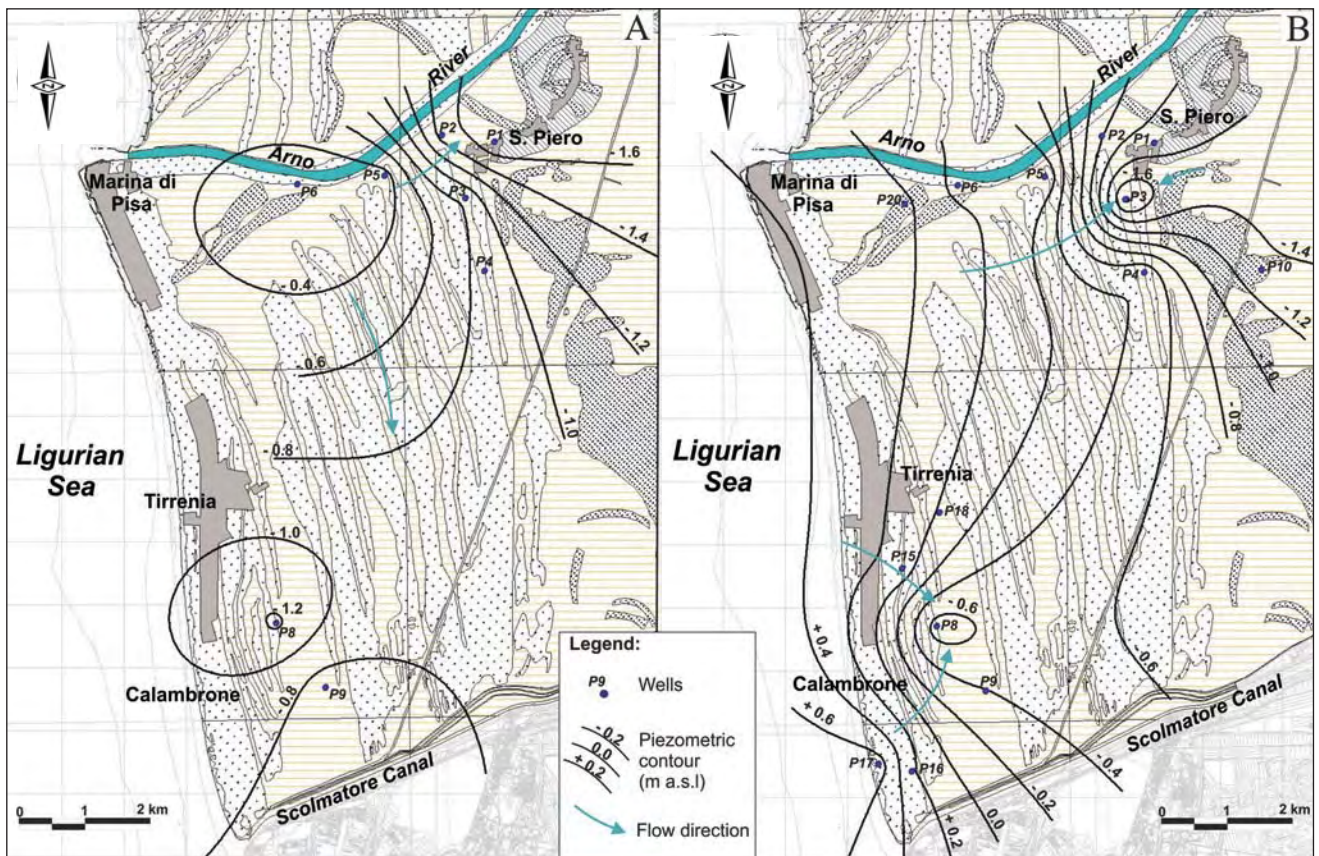 A
N
River
Arno
P2
P1
S. Piero
- 1.6
P5
P6
P3
Marina di
Pisa
- 1.4
P4
- 0.4
- 1.2
- 0.6
- 1.0
- 0.8
Ligurian
Sea
Tirrenia
- 1.0
- 1.2
P8
Calambrone
- 0.8
P9
Scolmatore Canal
0 1 2 km
B
N
River
Arno
P2
P1
S. Piero
- 1.6
P5
P6
P3
Marina di
Pisa
P20
- 1.4
P4
P10
- 1.2
- 1.0
- 0.8
Ligurian
Sea
Tirrenia
P18
P15
- 0.6
P8
+ 0.4
- 0.6
Calambrone
P9
+ 0.6
Scolmatore Canal
P17
P16
- 0.4
- 0.2
0.0
+ 0.2
0 1 2 km
Legend:
P9
Wells
- 0.2
0.0
+ 0.2
Piezometric
contour
(m a.s.l)
Flow direction